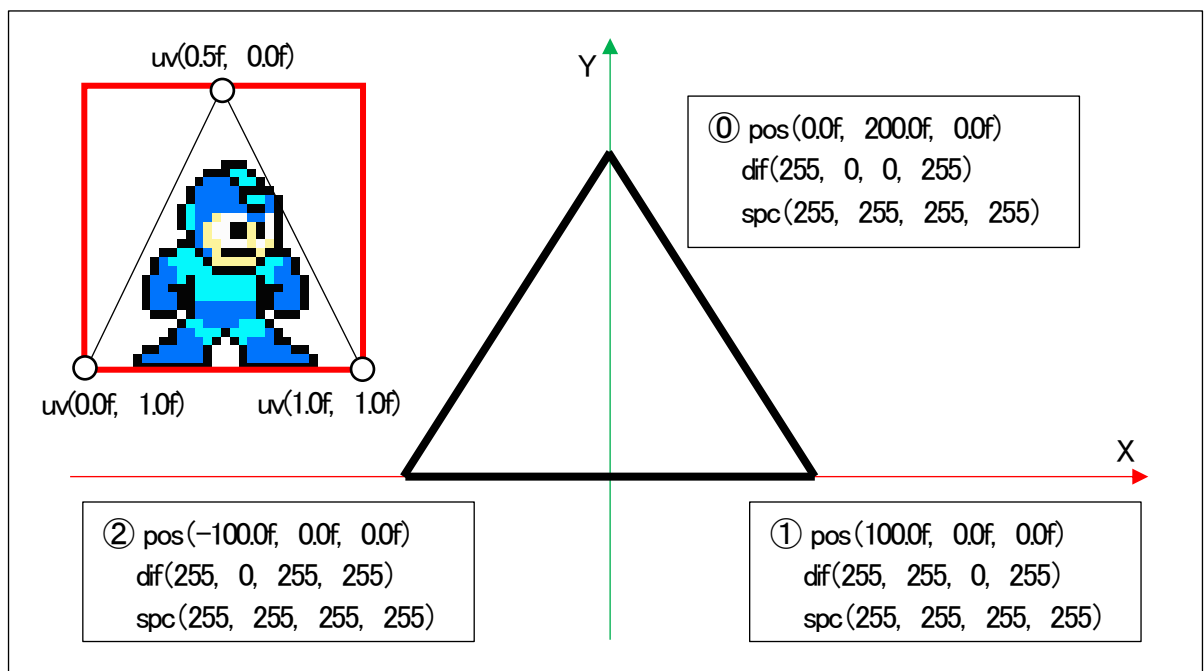 uv(0.5f, 0.0f)
uv(0.0f, 1.0f)
uv(1.0f, 1.0f)
Y
⓪ pos(0.0f, 200.0f, 0.0f)
dif(255, 0, 0, 255)
spc(255, 255, 255, 255)
X
② pos(-100.0f, 0.0f, 0.0f)
dif(255, 0, 255, 255)
spc(255, 255, 255, 255)
① pos(100.0f, 0.0f, 0.0f)
dif(255, 255, 0, 255)
spc(255, 255, 255, 255)